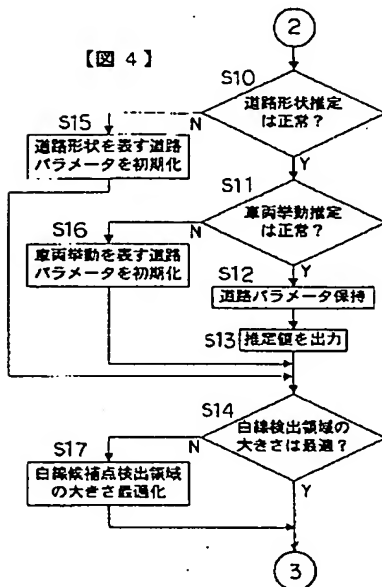 2
【図 4】
S10
道路形状推定
は正常？
N
Y
S15
道路形状を表す道路
パラメータを初期化
S11
車両挙動推定
は正常？
N
Y
S16
車両挙動を表す道路
パラメータを初期化
S12
道路パラメータ保持
S13
推定値を出力
S14
白線検出領域の
大きさは最適？
N
Y
S17
白線候補点検出領域
の大きさ最適化
3